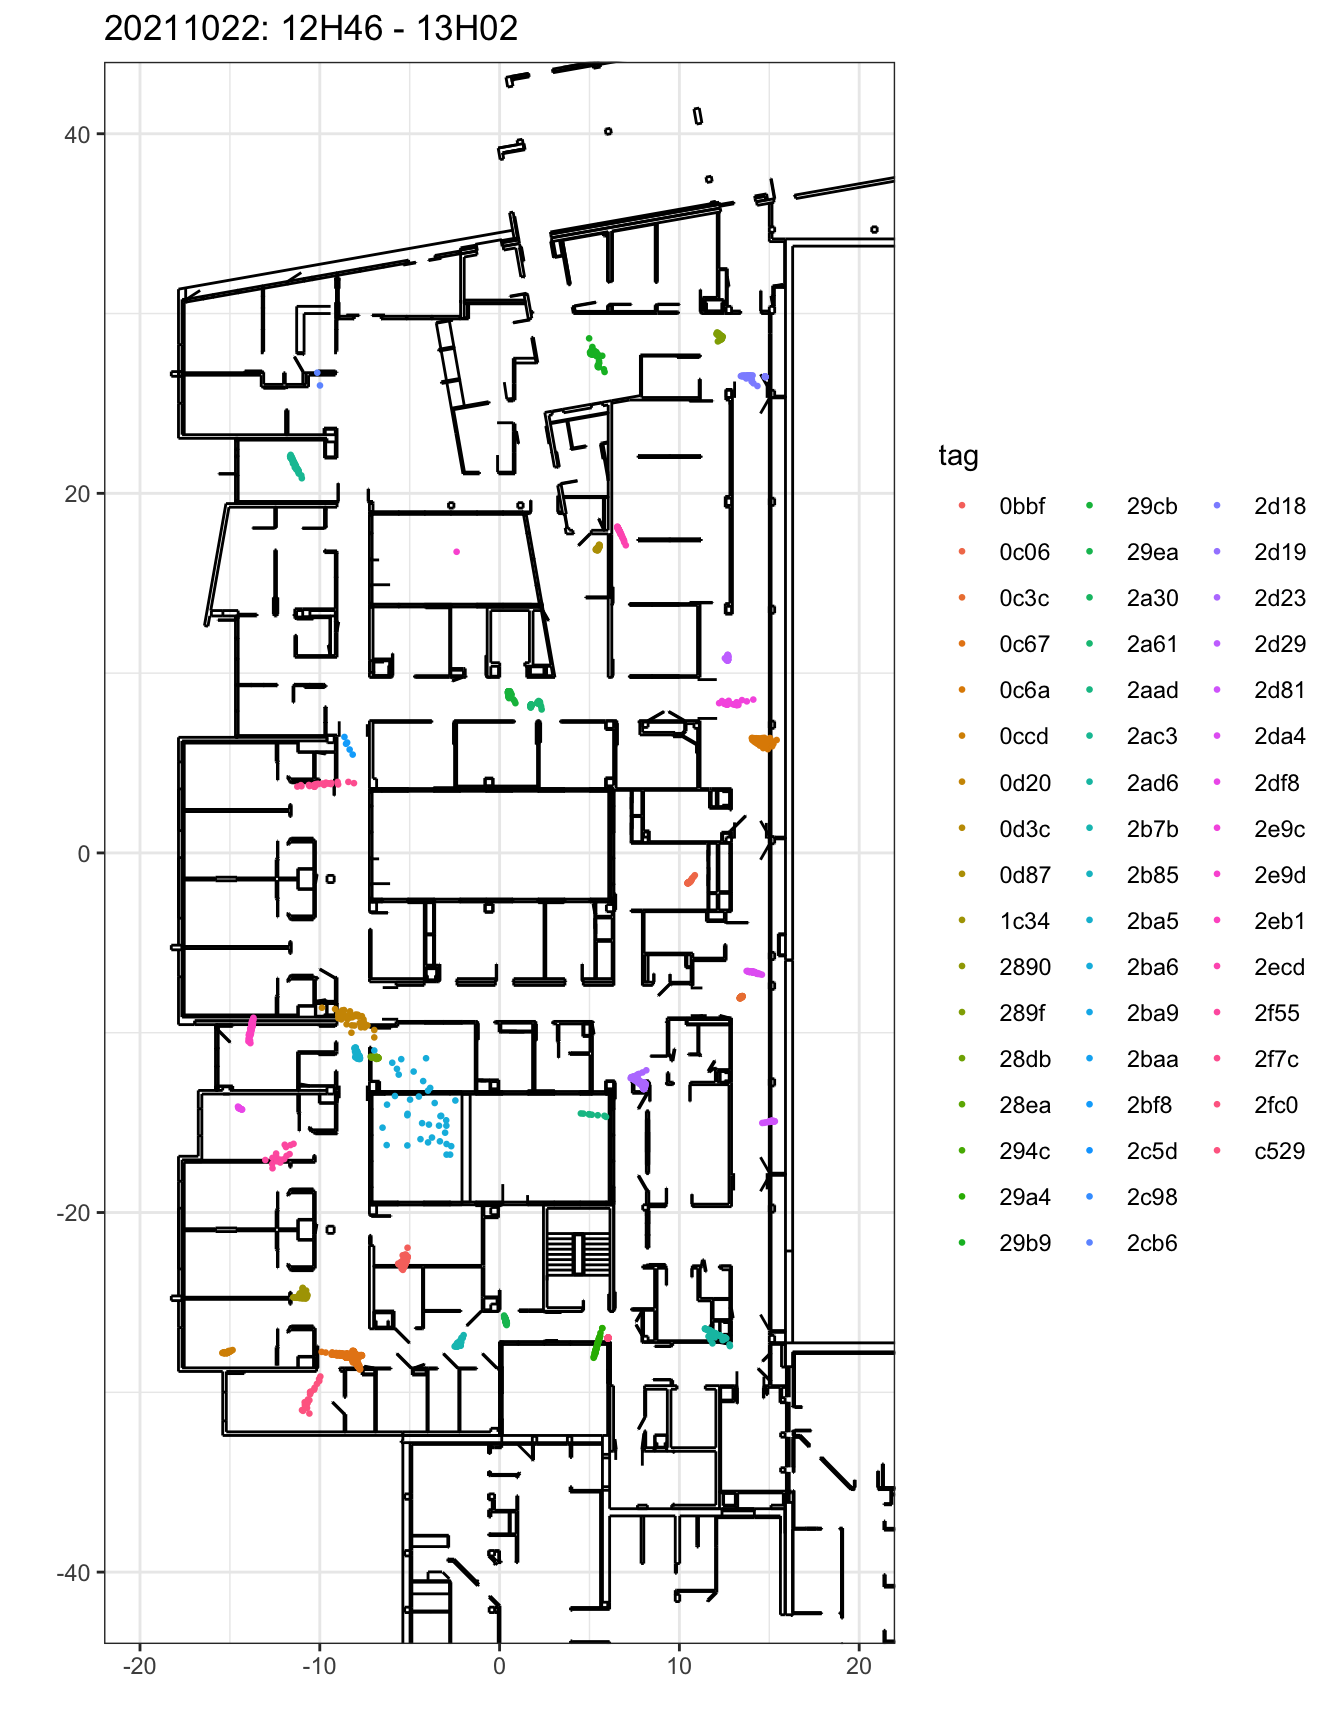 20211022: 12H46 - 13H02
40
20
0
-20
-40
-20 -10 0 10 20
tag
0bbf 29cb 2d18
0c06 29ea 2d19
0c3c 2a30 2d23
0c67 2a61 2d29
0c6a 2aad 2d81
0ccd 2ac3 2da4
0d20 2ad6 2df8
0d3c 2b7b 2e9c
0d87 2b85 2e9d
1c34 2ba5 2eb1
2890 2ba6 2ecd
289f 2ba9 2f55
28db 2baa 2f7c
28ea 2bf8 2fc0
294c 2c5d c529
29a4 2c98
29b9 2cb6